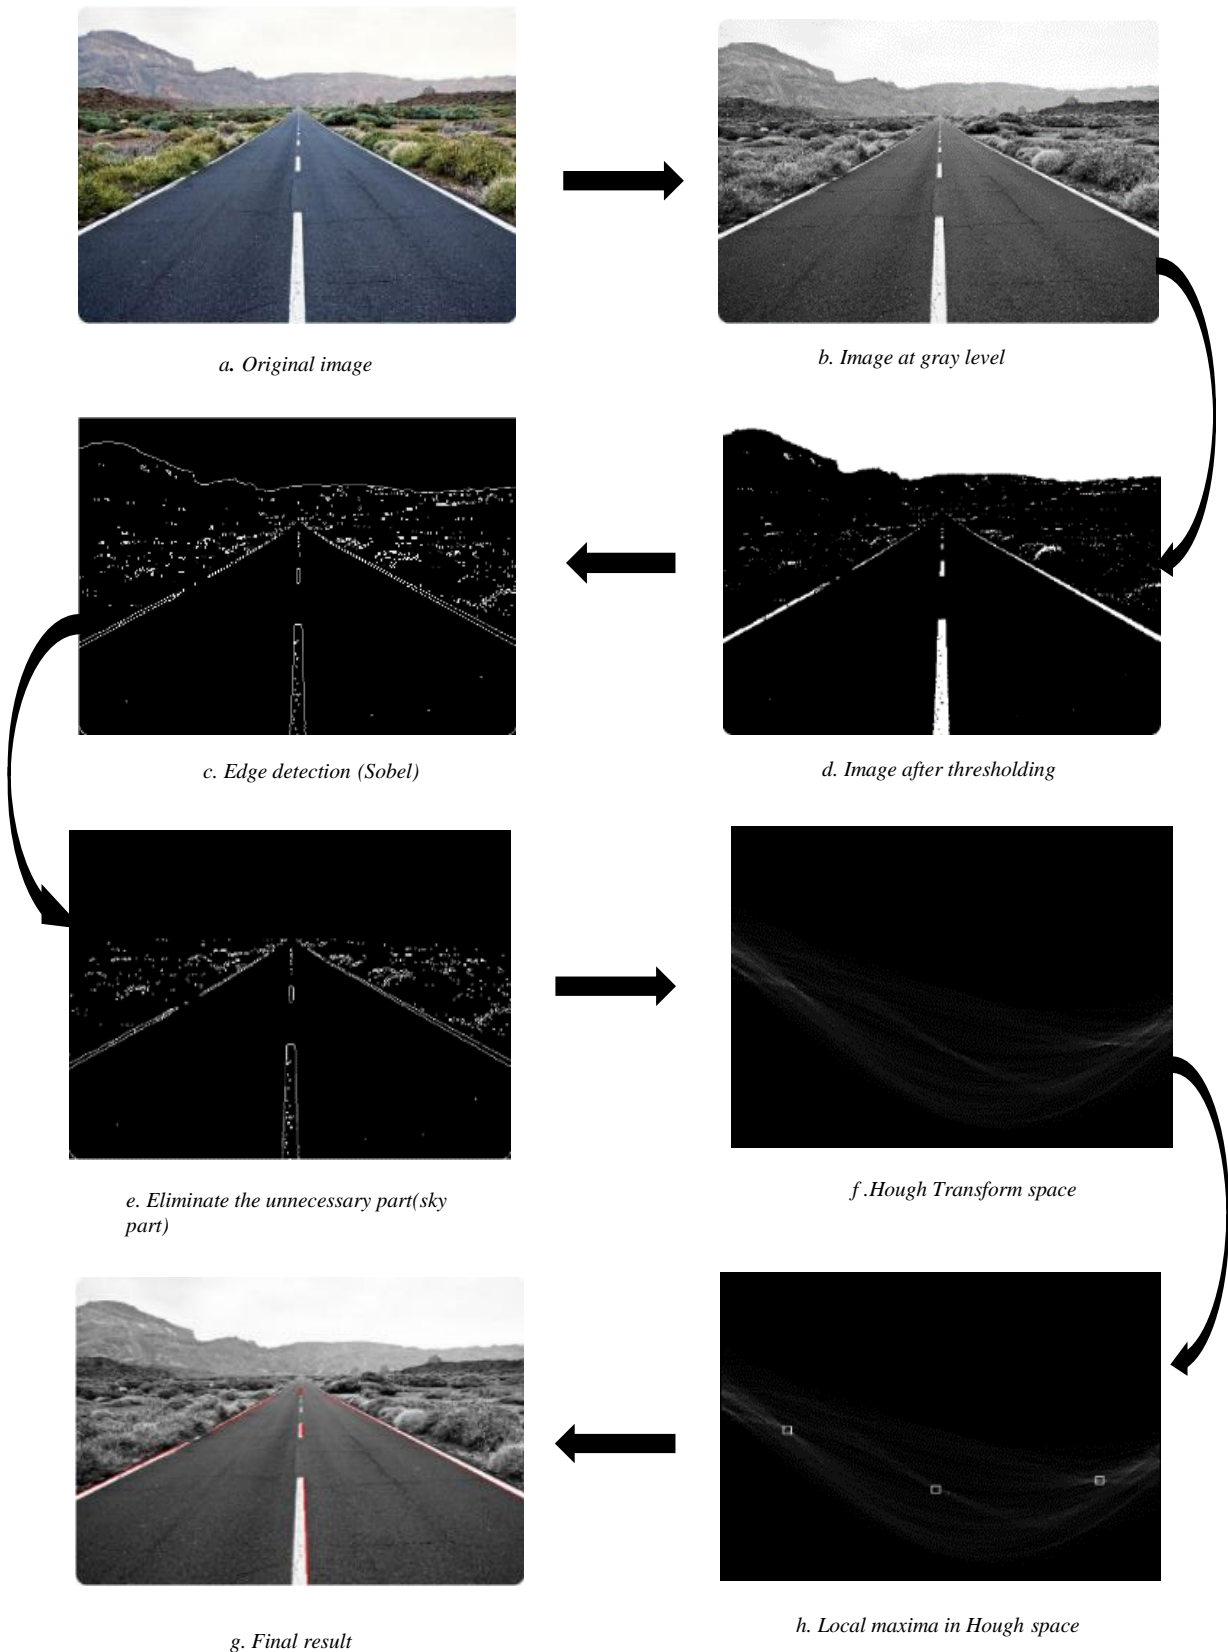 a. Original image
b. Image at gray level
c. Edge detection (Sobel)
d. Image after thresholding
e. Eliminate the unnecessary part(sky
part)
f .Hough Transform space
g. Final result
h. Local maxima in Hough space